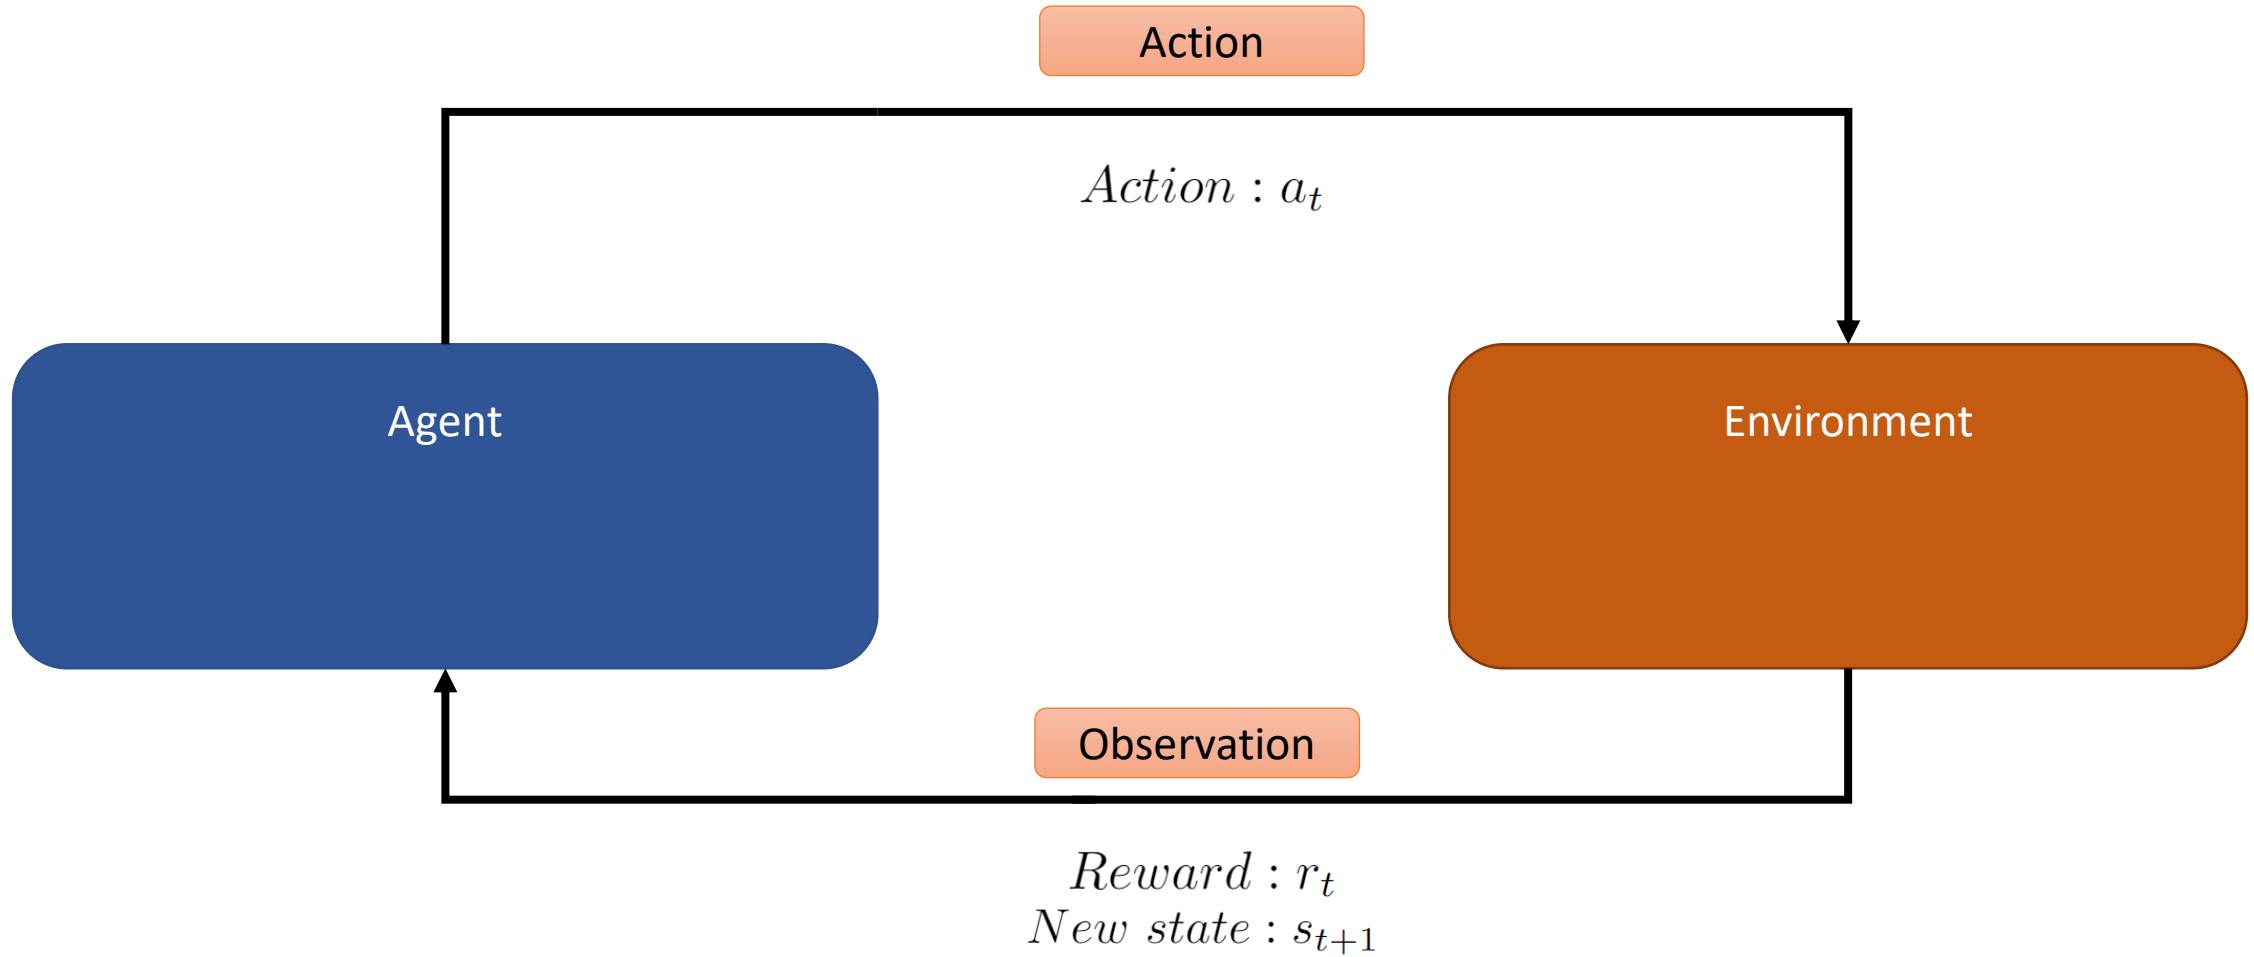 Action
Action : a_t
Agent
Environment
Observation
Reward : r_t
New state : s_{t+1}